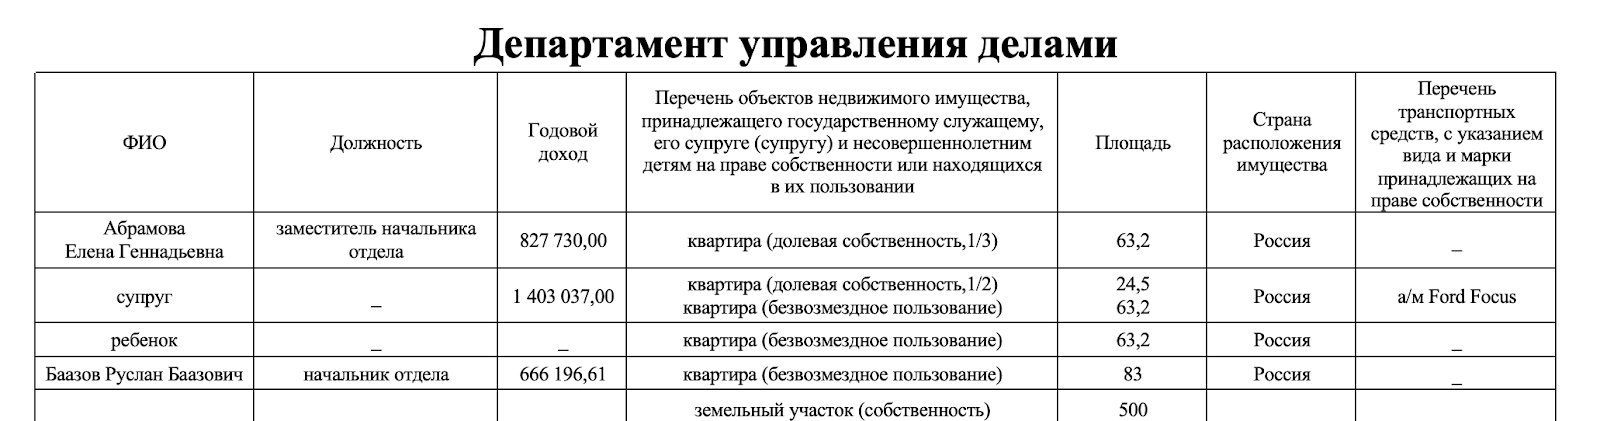 Департамент управления делами
ФИО
Должность
Годовой
доход
Перечень объектов недвижимого имущества,
принадлежащего государственному служащему,
его супруге (супругу) и несовершеннолетним
детям на праве собственности или находящихся
в их пользовании
Площадь
Страна
расположения
имущества
Перечень
транспортных
средств, с указанием
вида и марки
принадлежащих на
праве собственности
Абрамова
Елена Геннадьевна
заместитель начальника
отдела
827 730,00
квартира (долевая собственность,1/3)
63,2
Россия
_
супруг
_
1 403 037,00
квартира (долевая собственность,1/2)
квартира (безвозмездное пользование)
24,5
63,2
Россия
а/м Ford Focus
ребенок
_
_
квартира (безвозмездное пользование)
63,2
Россия
_
Баазов Руслан Баазович
начальник отдела
666 196,61
квартира (безвозмездное пользование)
83
Россия
_
земельный участок (собственность)
500